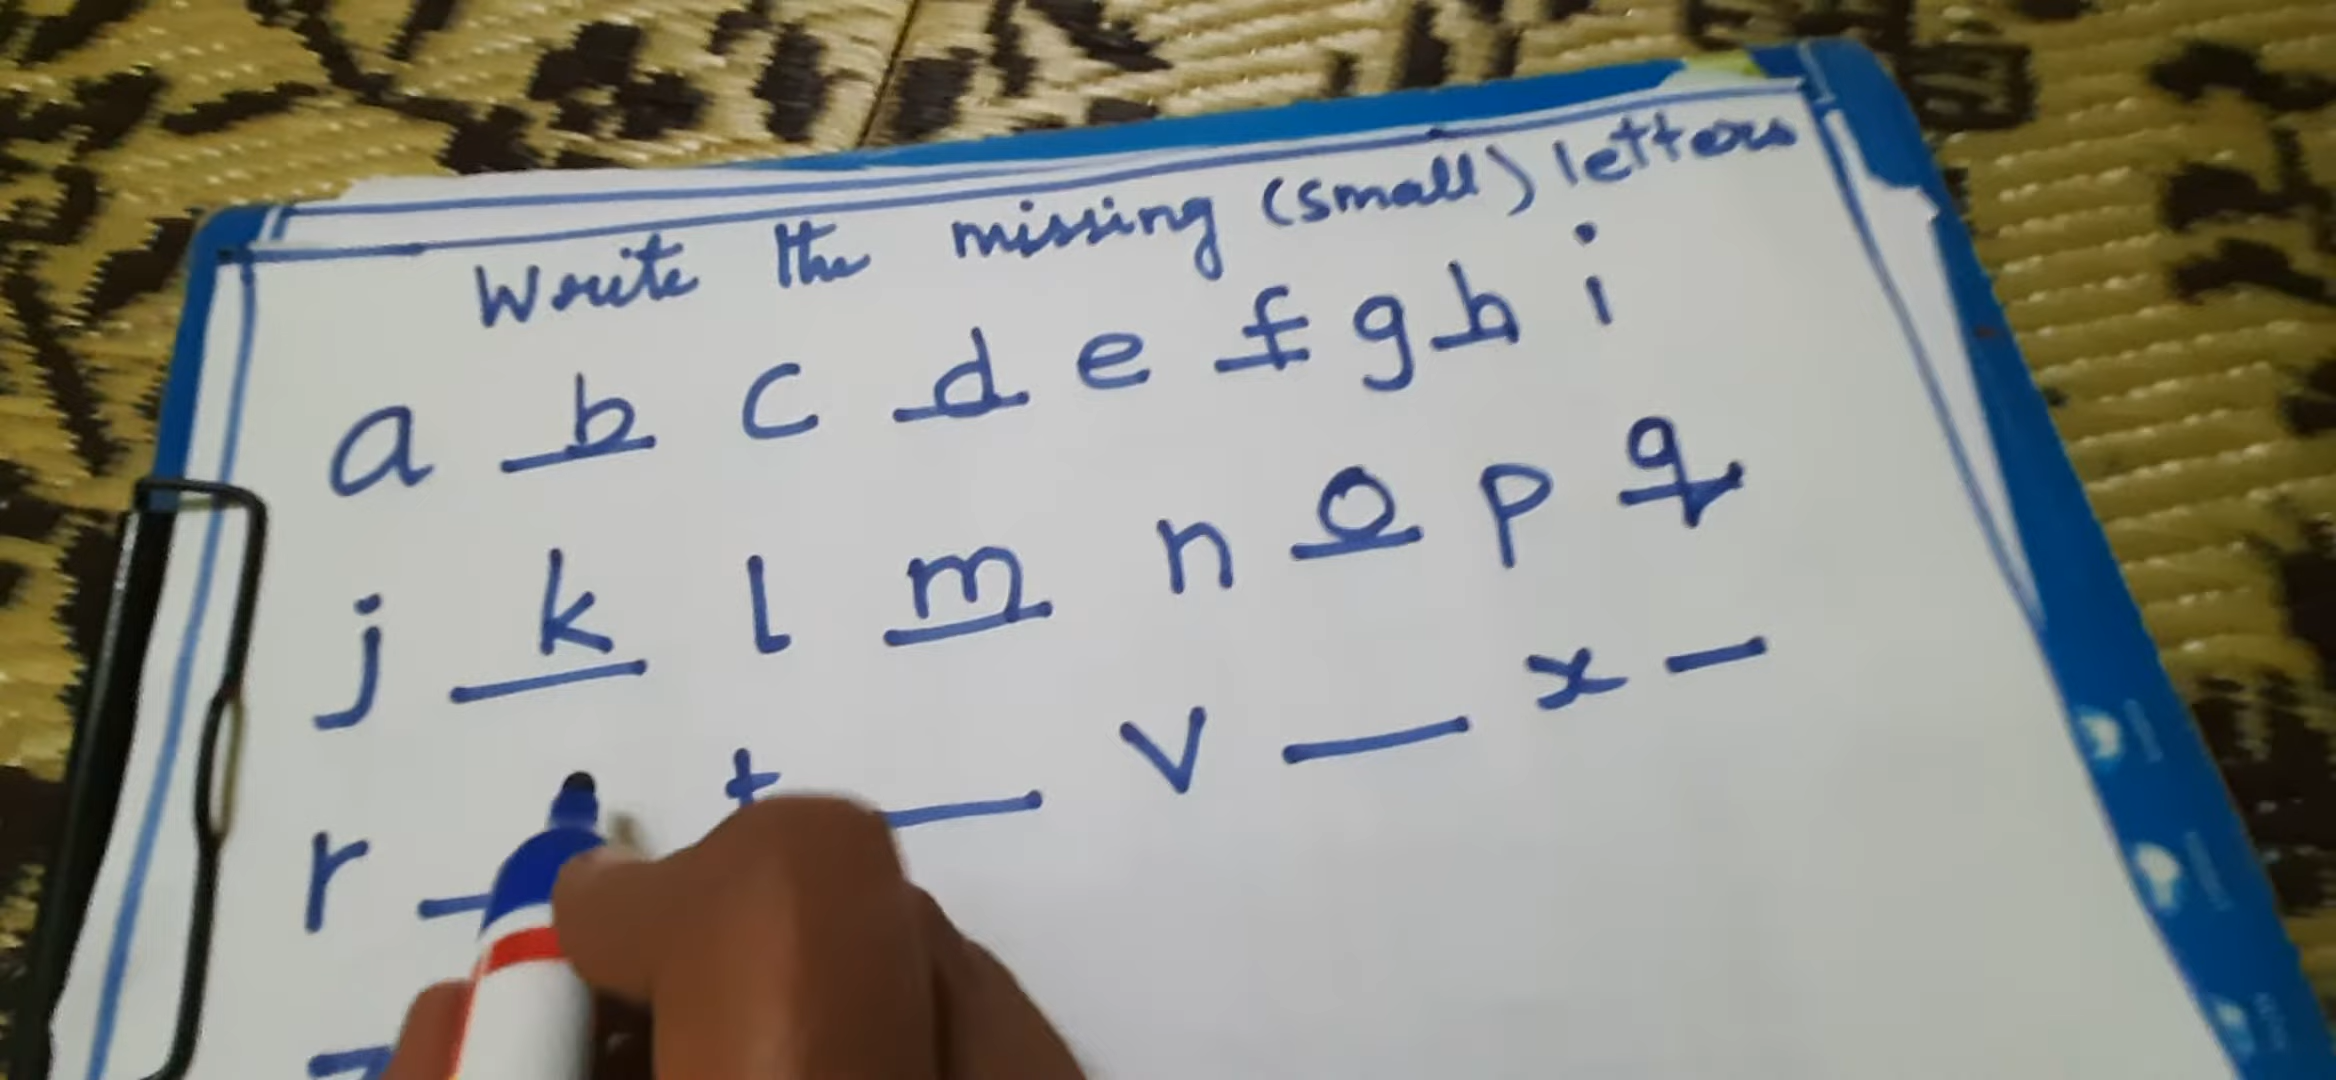 Write the missing (small) letters
a b c d e f g h i
j k l m n o p q
r _ t _ v _ x _